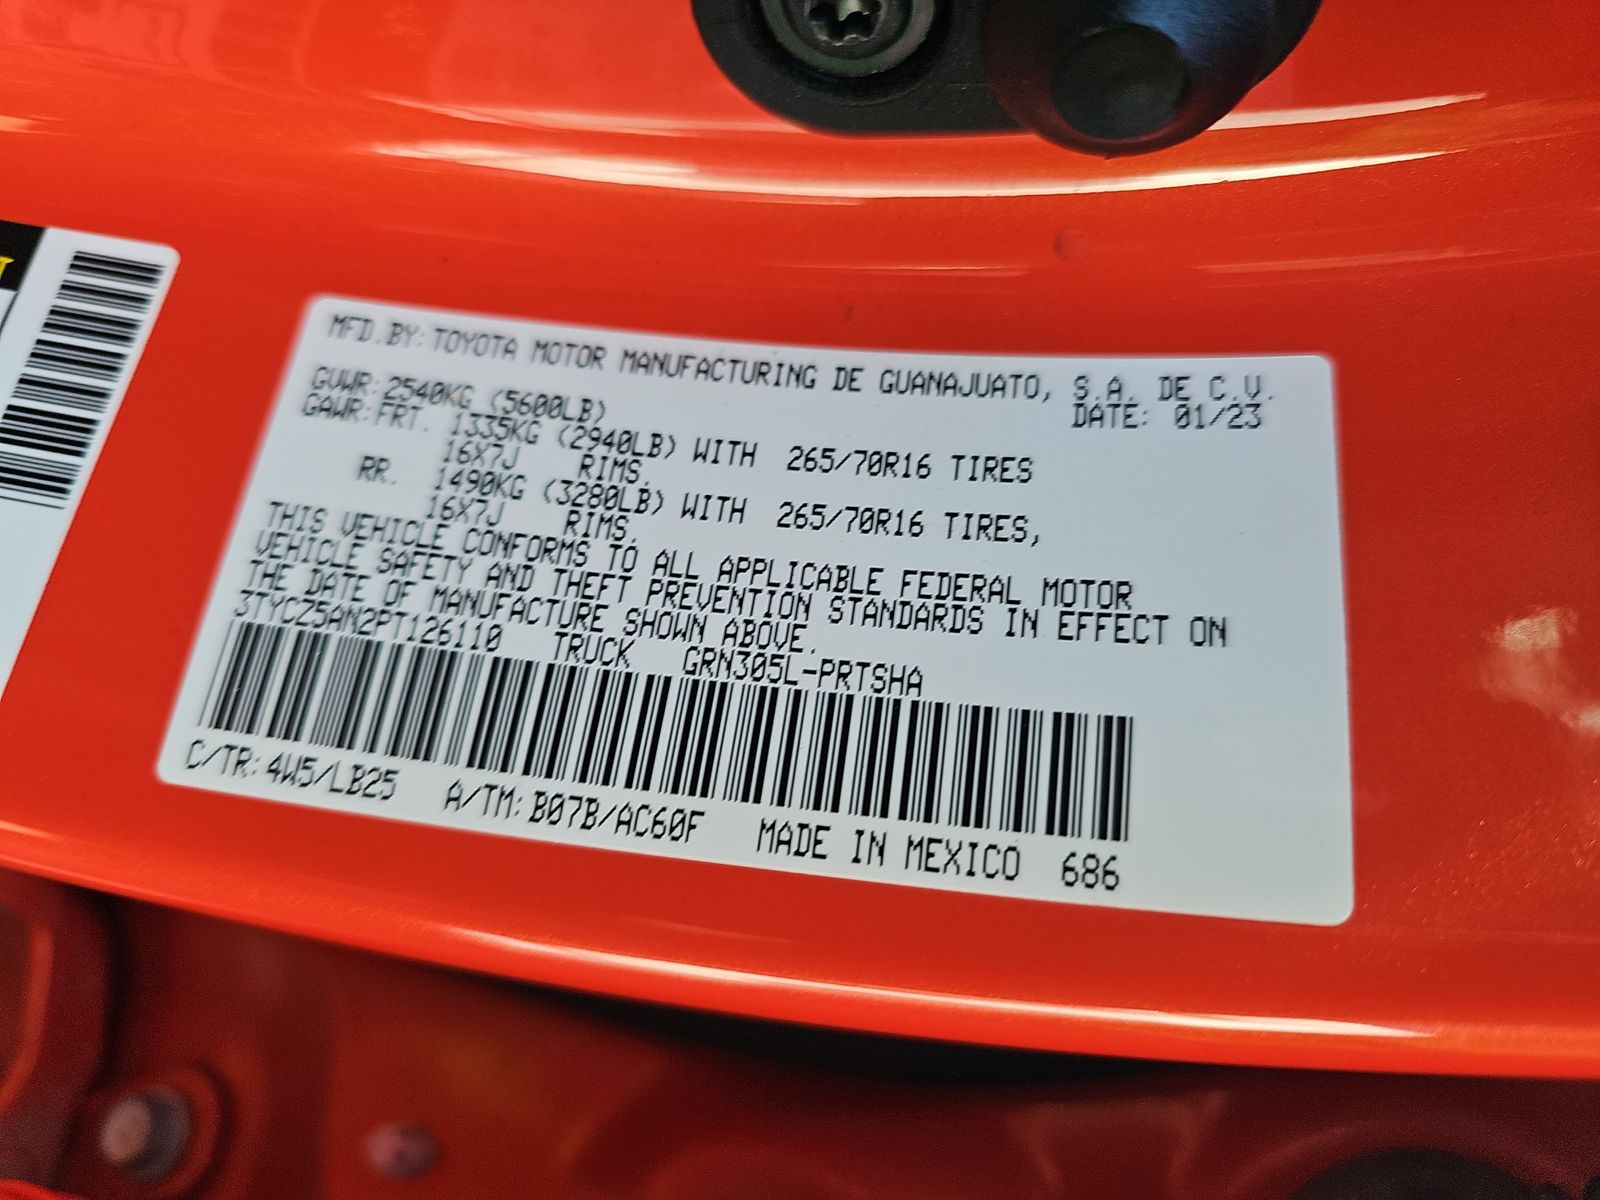 MFD.BY: TOYOTA MOTOR MANUFACTURING DE GUANAJUATO, S.A. DE C.V.
GVWR: 2540KG (5600LB) DATE: 01/23
GAWR: FRT. 1335KG (2940LB) WITH 265/70R16 TIRES
16X7J RIMS.
RR. 1490KG (3280LB) WITH 265/70R16 TIRES,
16X7J RIMS.
THIS VEHICLE CONFORMS TO ALL APPLICABLE FEDERAL MOTOR
VEHICLE SAFETY AND THEFT PREVENTION STANDARDS IN EFFECT ON
THE DATE OF MANUFACTURE SHOWN ABOVE.
3TYCZ5AN2PT126110 TRUCK GRN305L-PRTSHA
C/TR: 4W5/LB25 A/TM: B07B/AC60F MADE IN MEXICO 686